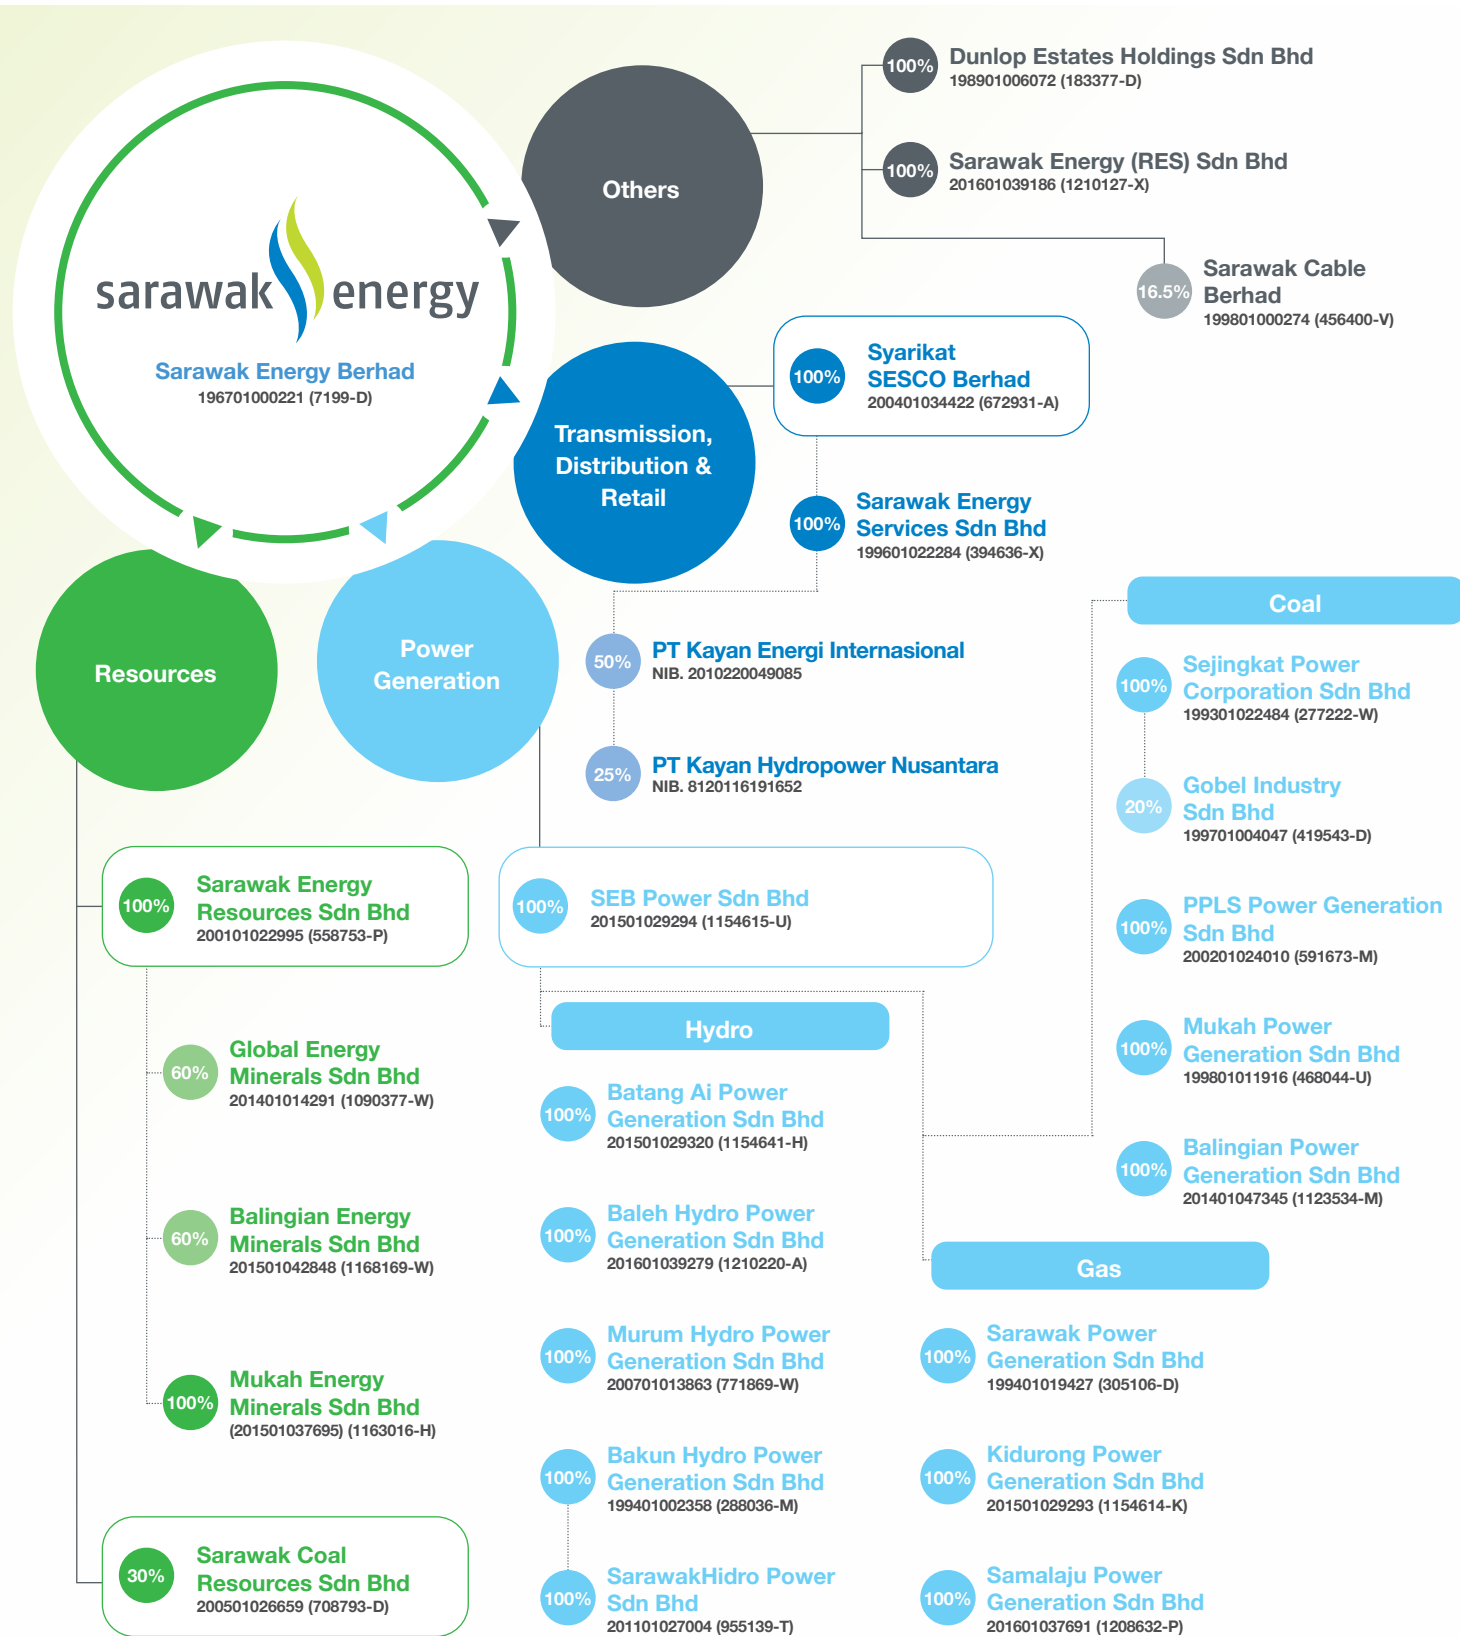 sarawak energy
Sarawak Energy Berhad
196701000221 (7199-D)
Others
100%
Dunlop Estates Holdings Sdn Bhd
198901006072 (183377-D)
100%
Sarawak Energy (RES) Sdn Bhd
201601039186 (1210127-X)
16.5%
Sarawak Cable
Berhad
199801000274 (456400-V)
Transmission,
Distribution &
Retail
100%
Syarikat
SESCO Berhad
200401034422 (672931-A)
100%
Sarawak Energy
Services Sdn Bhd
199601022284 (394636-X)
50%
PT Kayan Energi Internasional
NIB. 2010220049085
25%
PT Kayan Hydropower Nusantara
NIB. 8120116191652
Power
Generation
100%
SEB Power Sdn Bhd
201501029294 (1154615-U)
Hydro
100%
Batang Ai Power
Generation Sdn Bhd
201501029320 (1154641-H)
100%
Baleh Hydro Power
Generation Sdn Bhd
201601039279 (1210220-A)
100%
Murum Hydro Power
Generation Sdn Bhd
200701013863 (771869-W)
100%
Bakun Hydro Power
Generation Sdn Bhd
199401002358 (288036-M)
100%
SarawakHidro Power
Sdn Bhd
201101027004 (955139-T)
Coal
100%
Sejingkat Power
Corporation Sdn Bhd
199301022484 (277222-W)
20%
Gobel Industry
Sdn Bhd
199701004047 (419543-D)
100%
PPLS Power Generation
Sdn Bhd
200201024010 (591673-M)
100%
Mukah Power
Generation Sdn Bhd
199801011916 (468044-U)
100%
Balingian Power
Generation Sdn Bhd
201401047345 (1123534-M)
Gas
100%
Sarawak Power
Generation Sdn Bhd
199401019427 (305106-D)
100%
Kidurong Power
Generation Sdn Bhd
201501029293 (1154614-K)
100%
Samalaju Power
Generation Sdn Bhd
201601037691 (1208632-P)
Resources
100%
Sarawak Energy
Resources Sdn Bhd
200101022995 (558753-P)
60%
Global Energy
Minerals Sdn Bhd
201401014291 (1090377-W)
60%
Balingian Energy
Minerals Sdn Bhd
201501042848 (1168169-W)
100%
Mukah Energy
Minerals Sdn Bhd
(201501037695) (1163016-H)
30%
Sarawak Coal
Resources Sdn Bhd
200501026659 (708793-D)